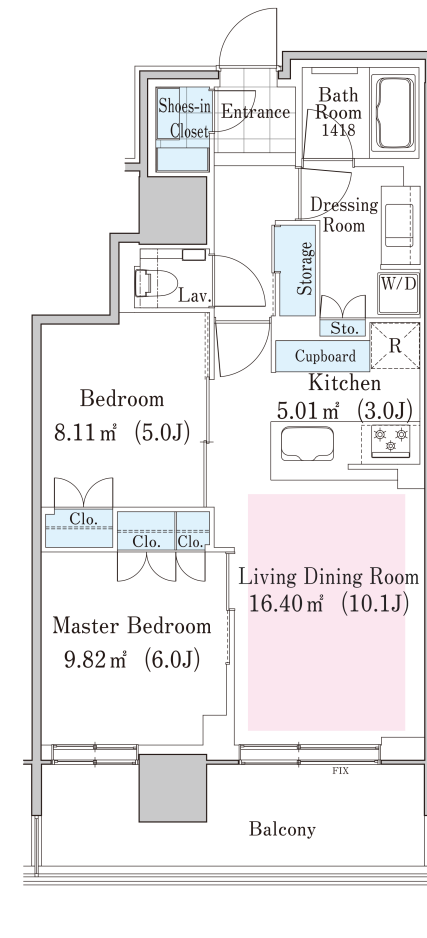 Bath
Room
1418
Shoes-in
Closet
Entrance
Dressing
Room
Storage
W/D
Lav.
Sto.
R
Cupboard
Kitchen
5.01㎡ (3.0J)
Bedroom
8.11㎡ (5.0J)
Clo.
Clo.
Clo.
Living Dining Room
16.40㎡ (10.1J)
Master Bedroom
9.82㎡ (6.0J)
FIX
Balcony